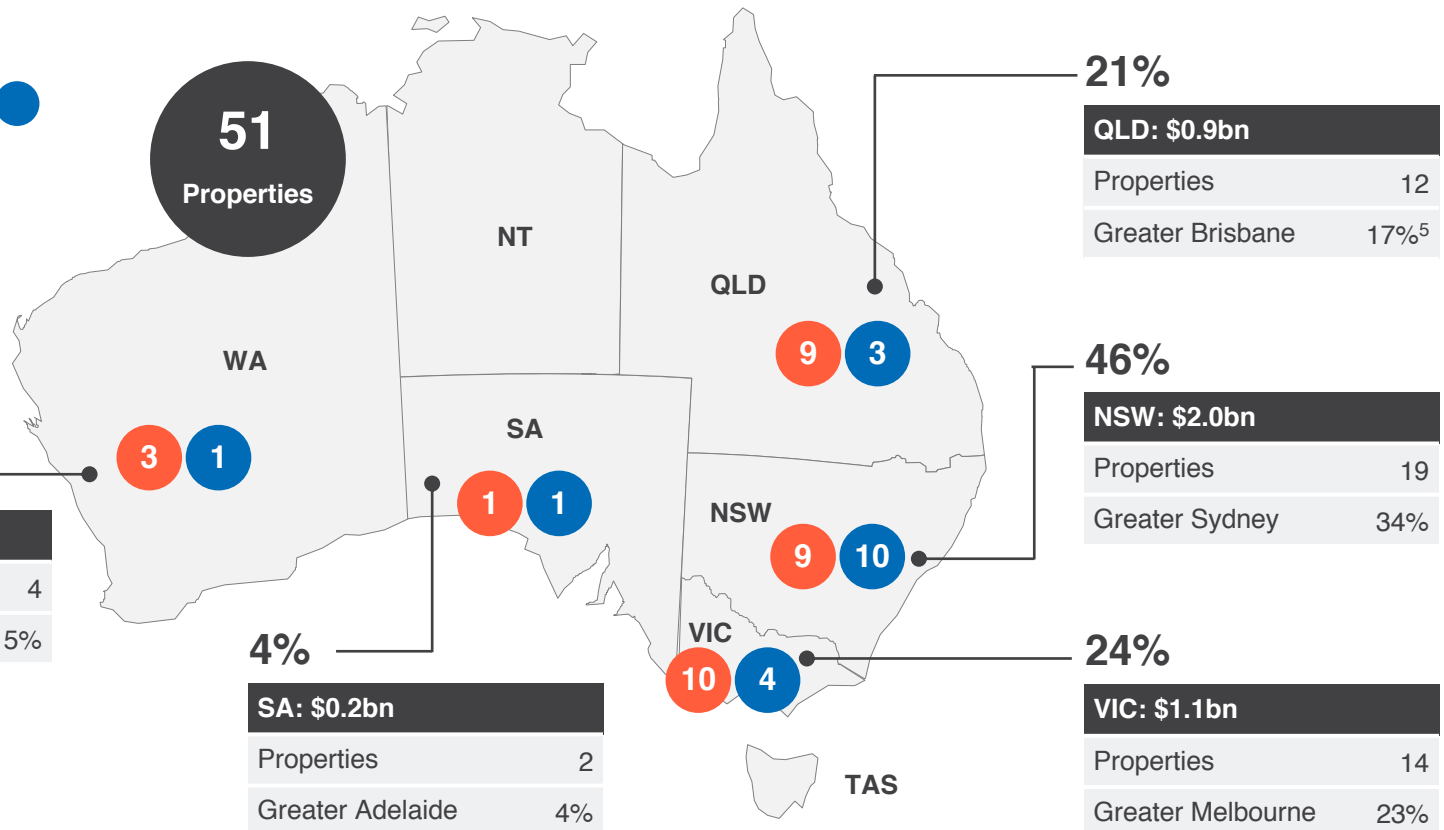 51
Properties
NT
QLD
WA
SA
NSW
VIC
TAS
9 3
3 1
1 1
9 10
10 4
21%
QLD: $0.9bn
Properties 12
Greater Brisbane 17%⁵
46%
NSW: $2.0bn
Properties 19
Greater Sydney 34%
24%
VIC: $1.1bn
Properties 14
Greater Melbourne 23%
4%
SA: $0.2bn
Properties 2
Greater Adelaide 4%
4
5%